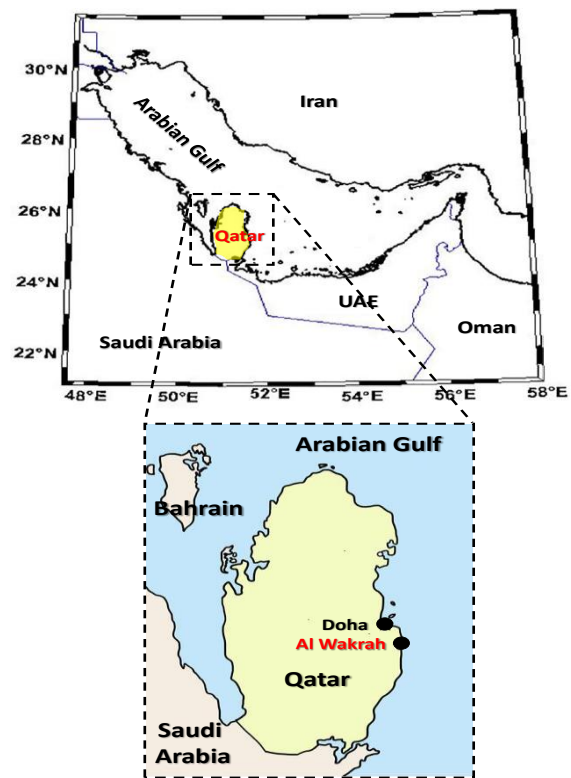 30°N
Iran
Arabian Gulf
28°N
26°N
Qatar
24°N
UAE
Oman
22°N
Saudi Arabia
48°E
50°E
52°E
54°E
56°E
58°E
Arabian Gulf
Bahrain
Doha
Al Wakrah
Qatar
Saudi
Arabia